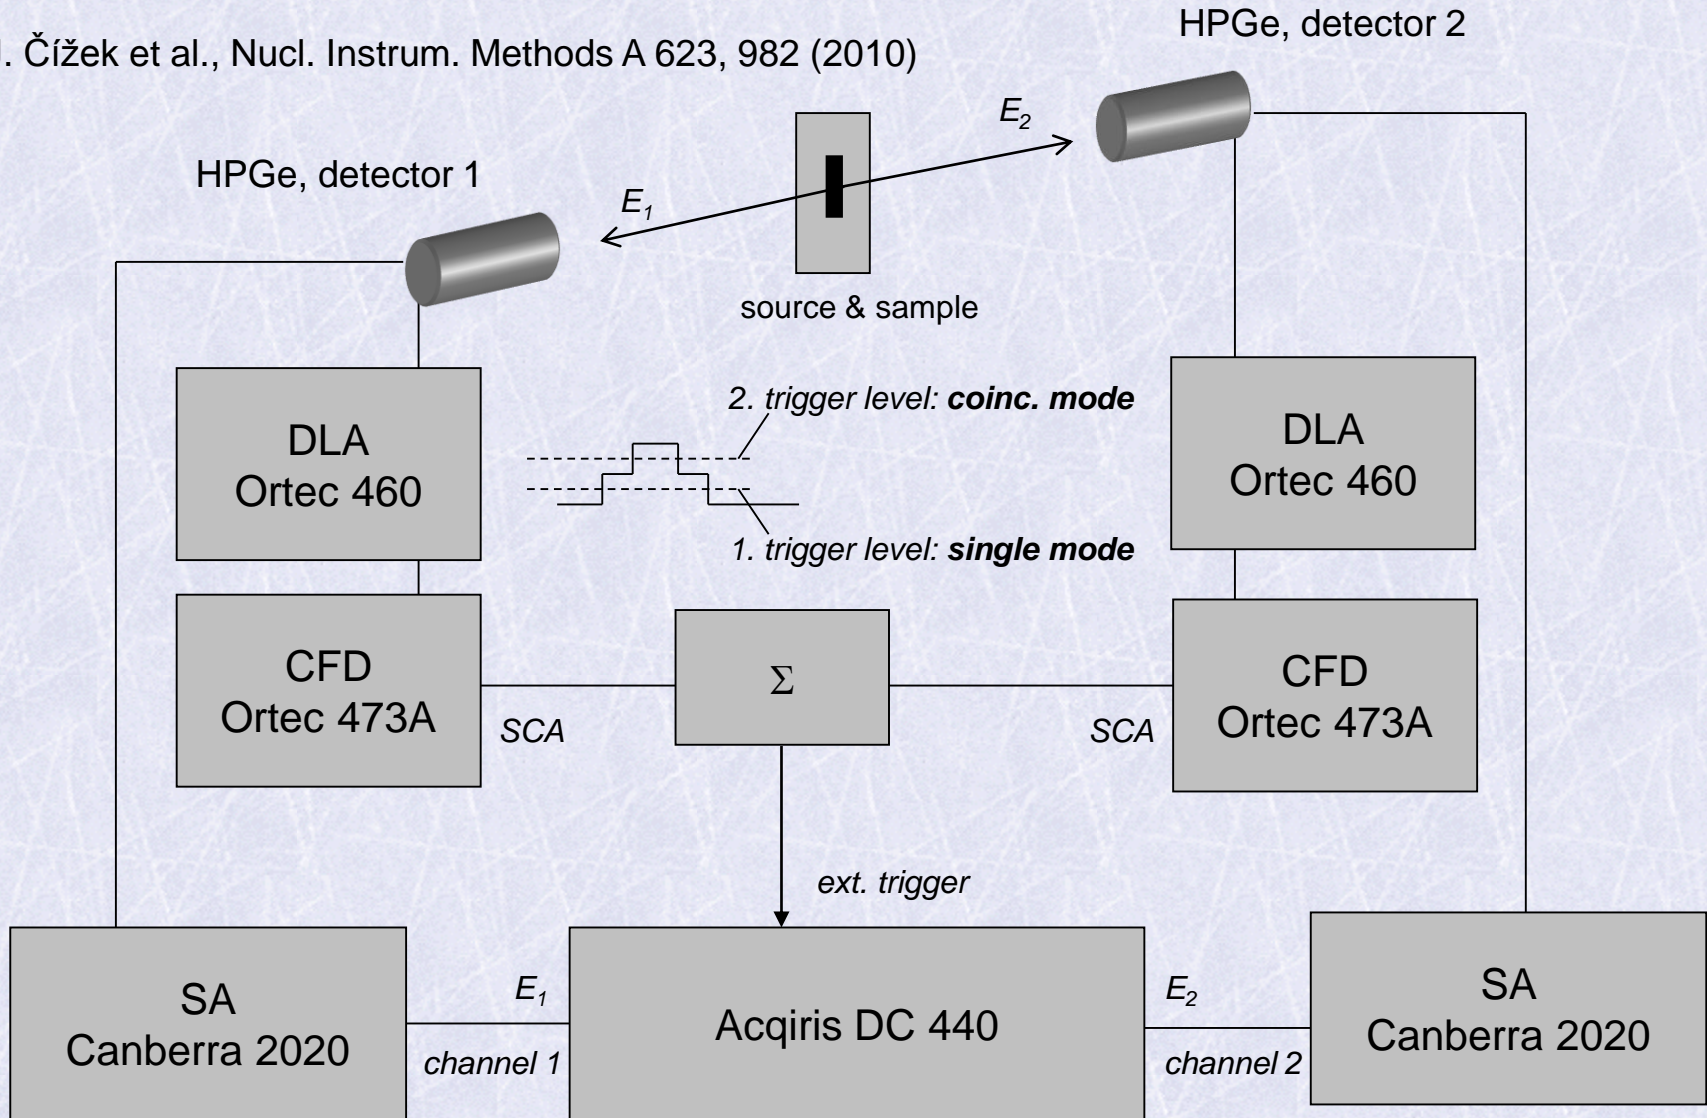 J. Čížek et al., Nucl. Instrum. Methods A 623, 982 (2010)
HPGe, detector 2
E2
HPGe, detector 1
E1
source & sample
2. trigger level: coinc. mode
DLA
Ortec 460
DLA
Ortec 460
1. trigger level: single mode
CFD
Ortec 473A
Σ
CFD
Ortec 473A
SCA
SCA
ext. trigger
SA
Canberra 2020
E1
channel 1
Acqiris DC 440
E2
channel 2
SA
Canberra 2020